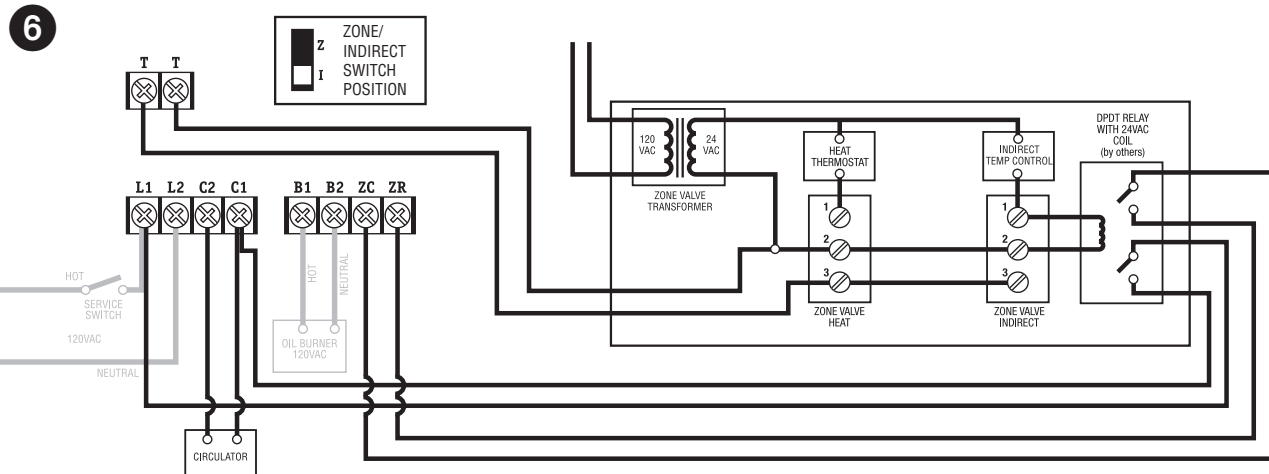 6
ZONE/
INDIRECT
SWITCH
POSITION
Z
I
T T
120
VAC
24
VAC
ZONE VALVE
TRANSFORMER
HEAT
THERMOSTAT
INDIRECT
TEMP CONTROL
DPDT RELAY
WITH 24VAC
COIL
(by others)
L1 L2 C2 C1 B1 B2 ZC ZR
1
2
3
ZONE VALVE
HEAT
1
2
3
ZONE VALVE
INDIRECT
HOT
SERVICE
SWITCH
120VAC
NEUTRAL
HOT
NEUTRAL
OIL BURNER
120VAC
CIRCULATOR